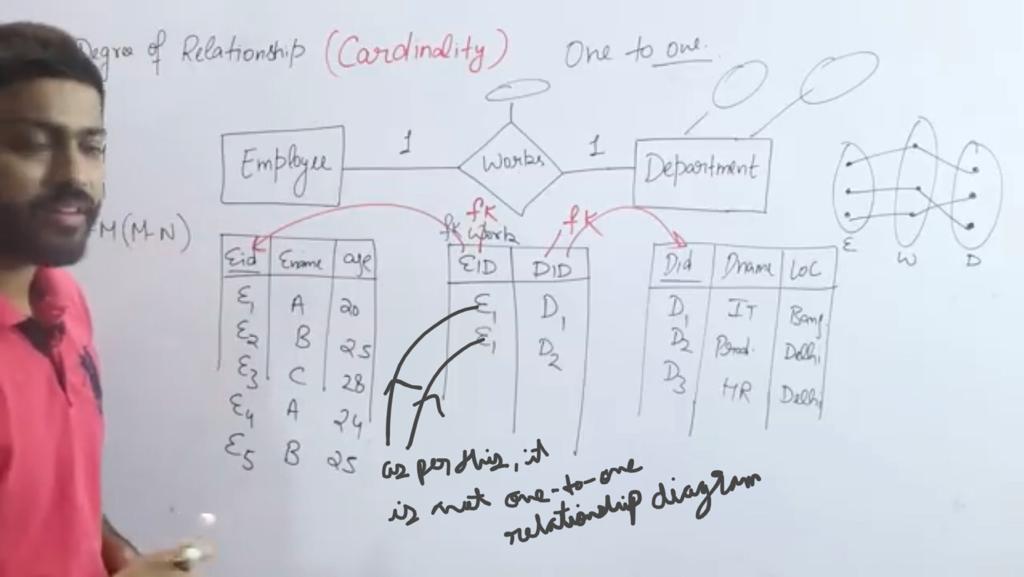 Degree of Relationship (Cardinality) One to one.
Employee 1 Works 1 Department
-M(M-N)
fK
fK Works
fK
Eid Ename age
E1 A 20
E2 B 25
E3 C 28
E4 A 24
E5 B 25
EID DID
E1 D1
E1 D2
Did Dname Loc
D1 IT Bang.
D2 Prod. Delhi
D3 HR Delhi
E W D
as per this, it
is not one-to-one
relationship diagram